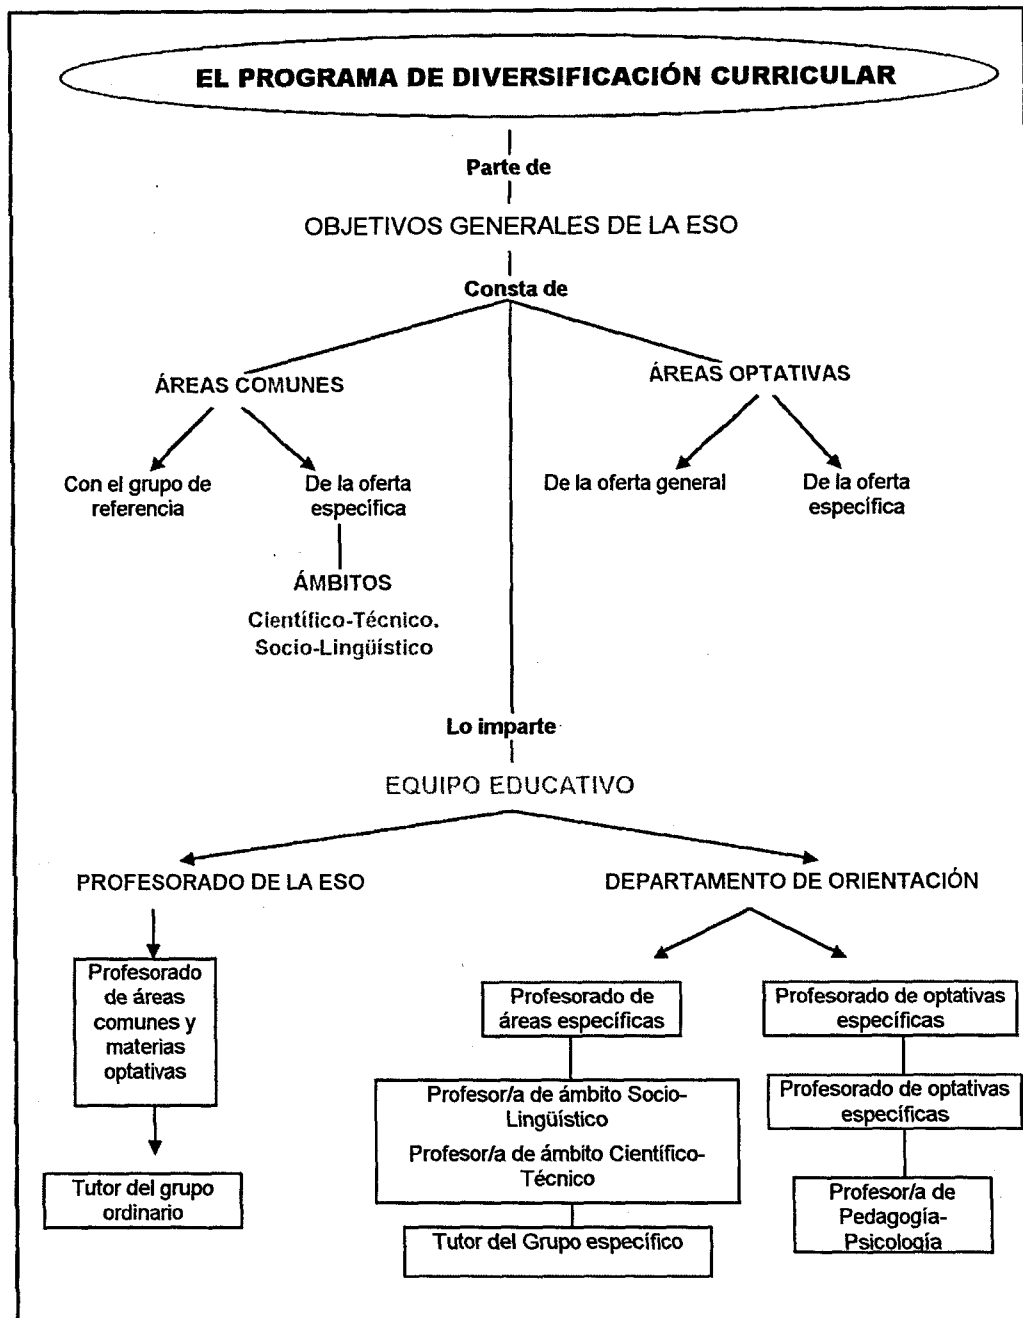 EL PROGRAMA DE DIVERSIFICACIÓN CURRICULAR
Parte de
OBJETIVOS GENERALES DE LA ESO
Consta de
ÁREAS COMUNES
ÁREAS OPTATIVAS
Con el grupo de
referencia
De la oferta
específica
De la oferta general
De la oferta
específica
ÁMBITOS
Científico-Técnico.
Socio-Lingüístico
Lo imparte
EQUIPO EDUCATIVO
PROFESORADO DE LA ESO
DEPARTAMENTO DE ORIENTACIÓN
Profesorado
de áreas
comunes y
materias
optativas
Tutor del grupo
ordinario
Profesorado de
áreas específicas
Profesor/a de ámbito Socio-
Lingüístico
Profesor/a de ámbito Científico-
Técnico
Tutor del Grupo específico
Profesorado de optativas
específicas
Profesorado de optativas
específicas
Profesor/a de
Pedagogía-
Psicología